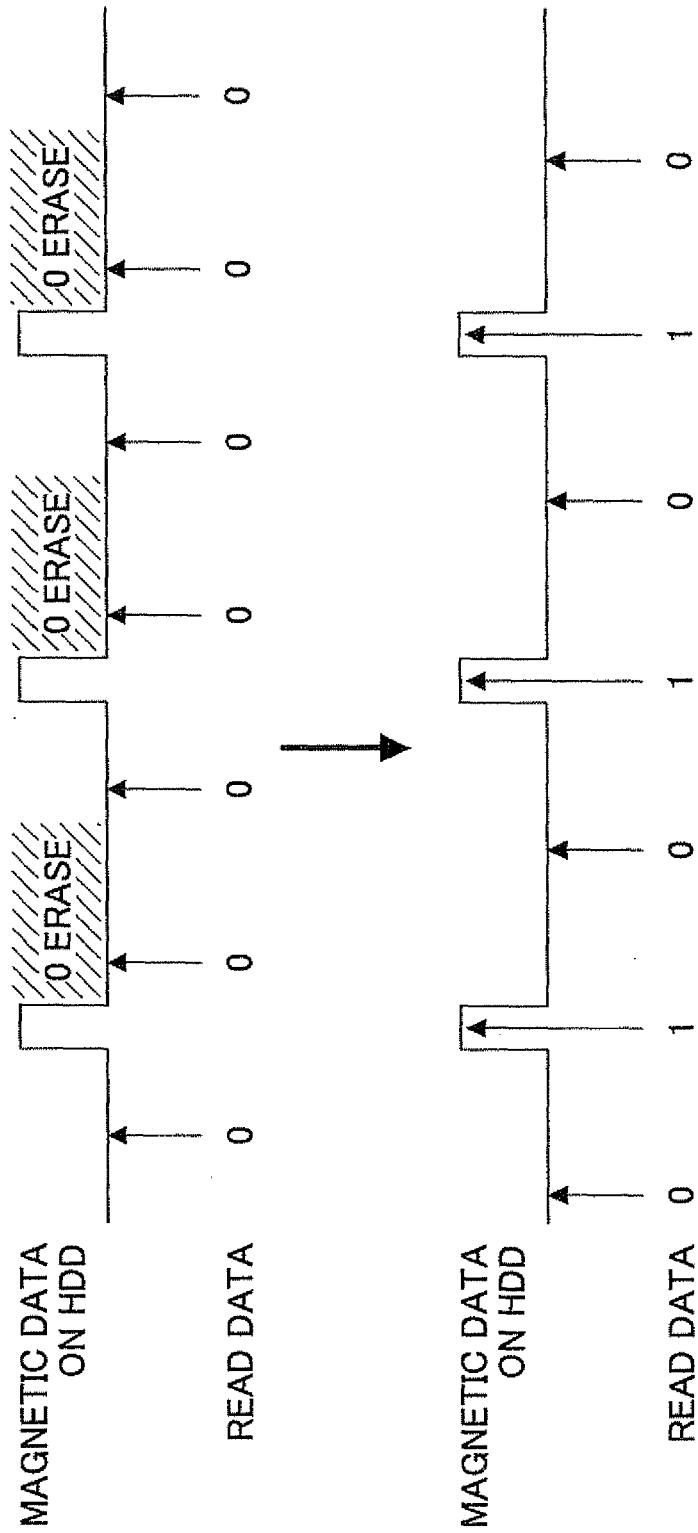 MAGNETIC DATA 0 ERASE 0 ERASE 0 ERASE
ON HDD
READ DATA 0 0 0 0 0 0 0
MAGNETIC DATA
ON HDD
READ DATA 0 1 0 1 0 1 0